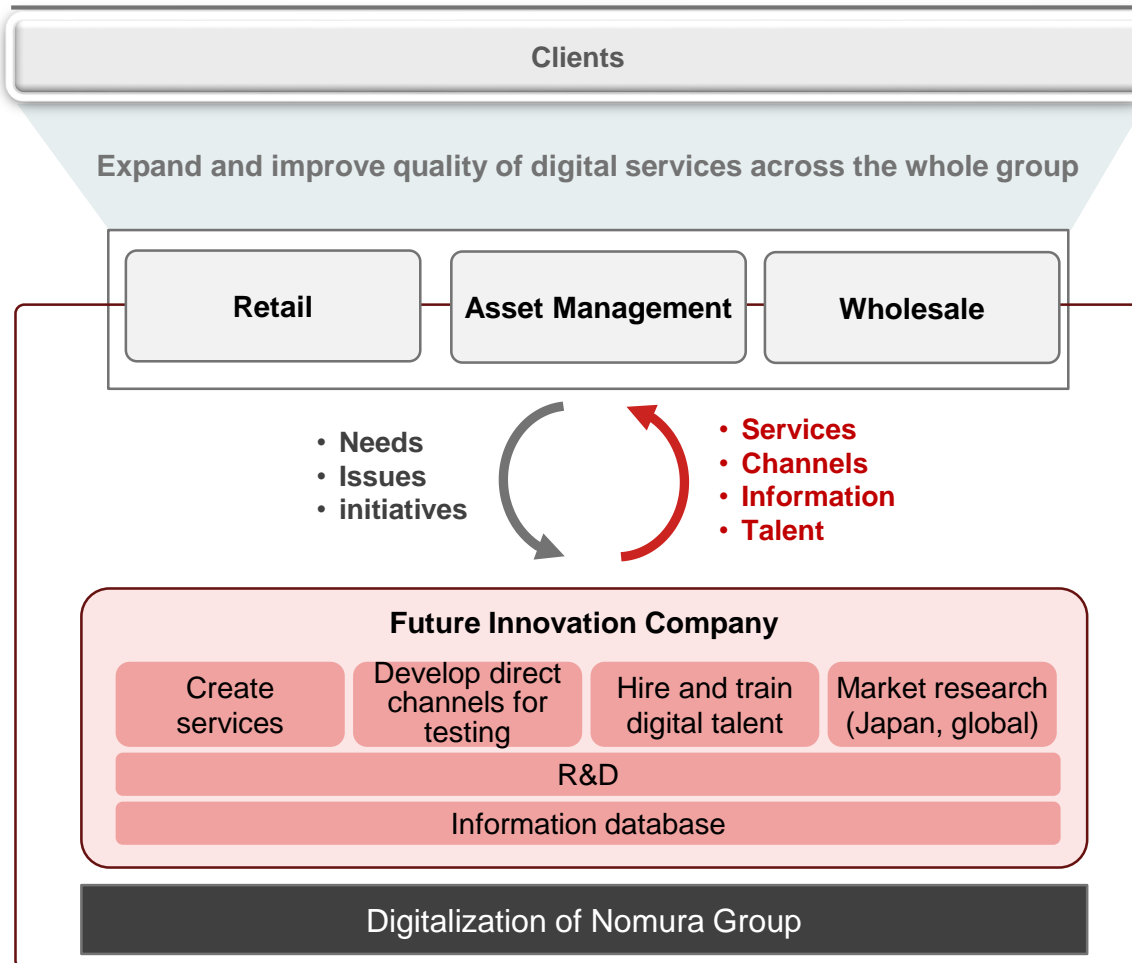 Clients
Expand and improve quality of digital services across the whole group
Retail
Asset Management
Wholesale
• Needs
• Issues
• initiatives
• Services
• Channels
• Information
• Talent
Future Innovation Company
Create
services
Develop direct
channels for
testing
Hire and train
digital talent
Market research
(Japan, global)
R&D
Information database
Digitalization of Nomura Group